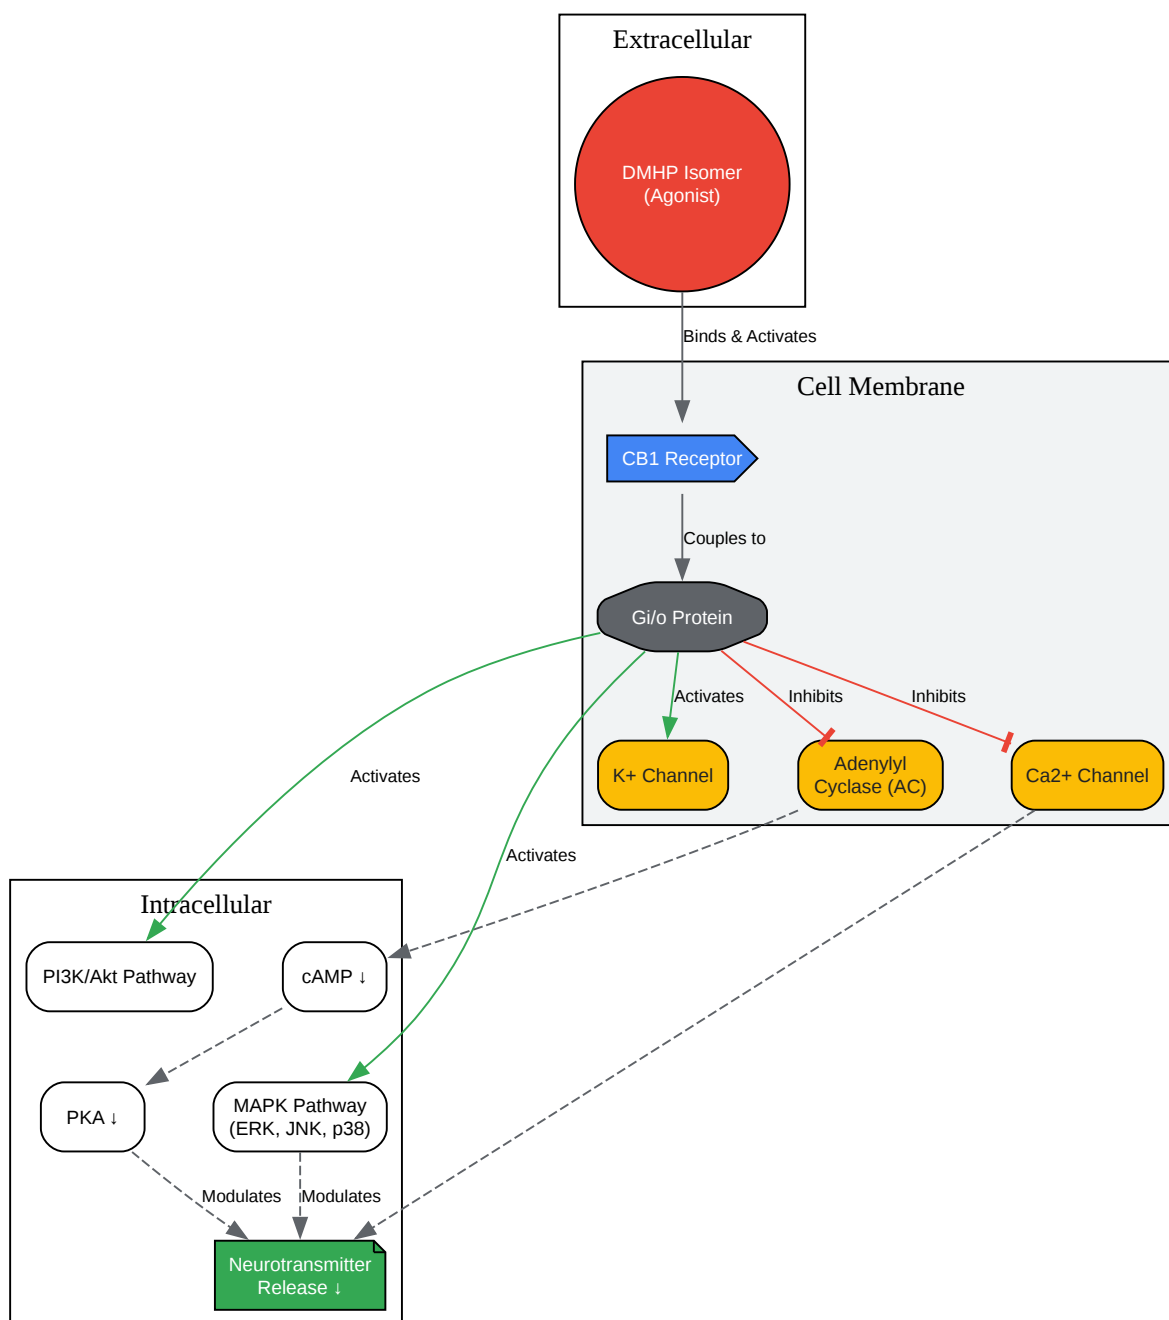 Extracellular
DMHP Isomer
(Agonist)
Binds & Activates
Cell Membrane
CB1 Receptor
Couples to
Gi/o Protein
Activates
Inhibits
Inhibits
K+ Channel
Adenylyl
Cyclase (AC)
Ca2+ Channel
Activates
Activates
Intracellular
PI3K/Akt Pathway
cAMP ↓
PKA ↓
MAPK Pathway
(ERK, JNK, p38)
Modulates
Modulates
Neurotransmitter
Release ↓